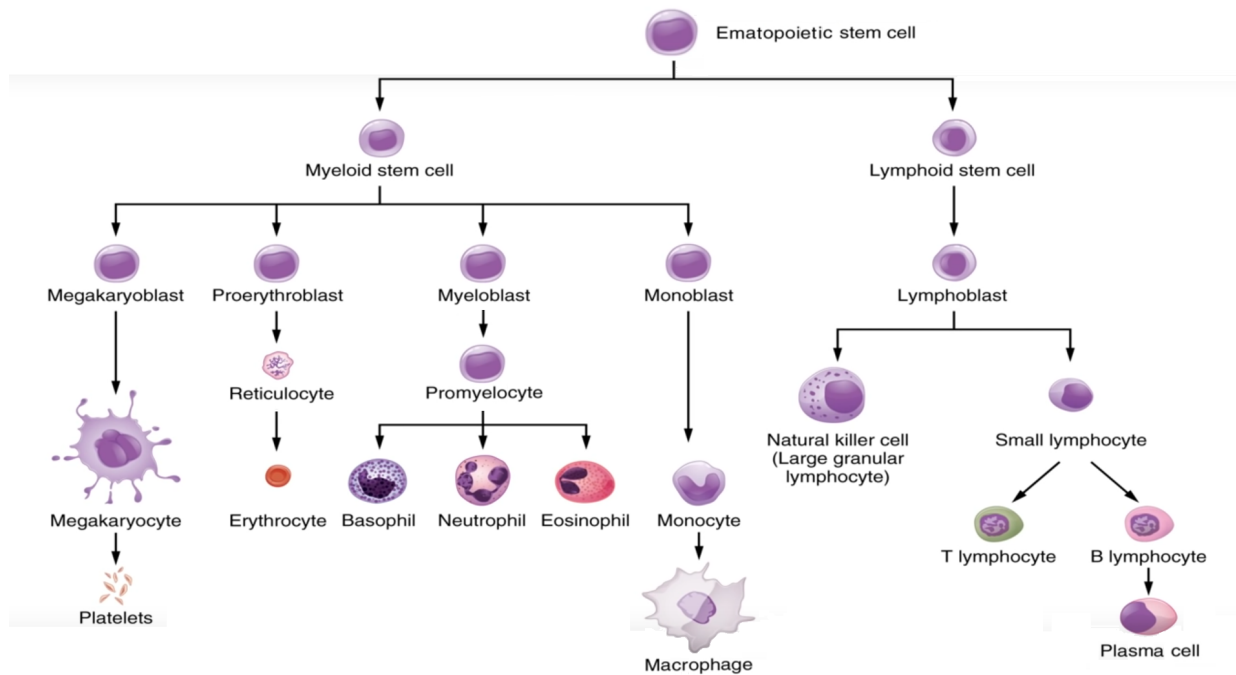 Ematopoietic stem cell
Myeloid stem cell
Lymphoid stem cell
Megakaryoblast
Proerythroblast
Myeloblast
Monoblast
Lymphoblast
Reticulocyte
Promyelocyte
Natural killer cell
(Large granular
lymphocyte)
Small lymphocyte
Megakaryocyte
Erythrocyte
Basophil
Neutrophil
Eosinophil
Monocyte
T lymphocyte
B lymphocyte
Platelets
Macrophage
Plasma cell